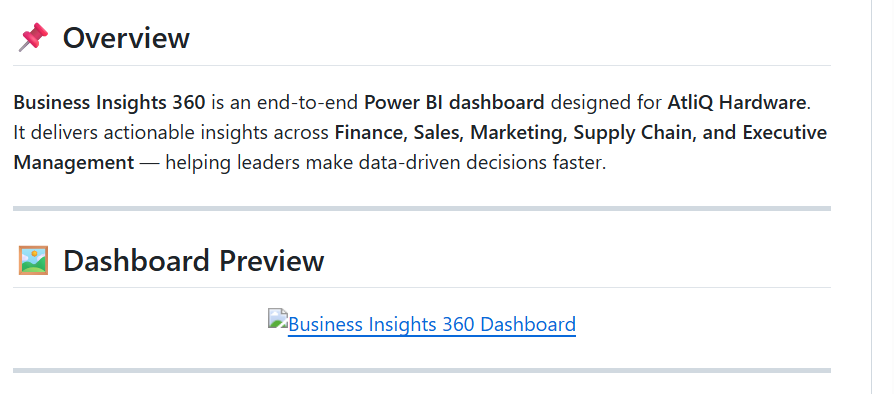 Overview
Business Insights 360 is an end-to-end Power BI dashboard designed for AtliQ Hardware.
It delivers actionable insights across Finance, Sales, Marketing, Supply Chain, and Executive
Management — helping leaders make data-driven decisions faster.
Dashboard Preview
Business Insights 360 Dashboard